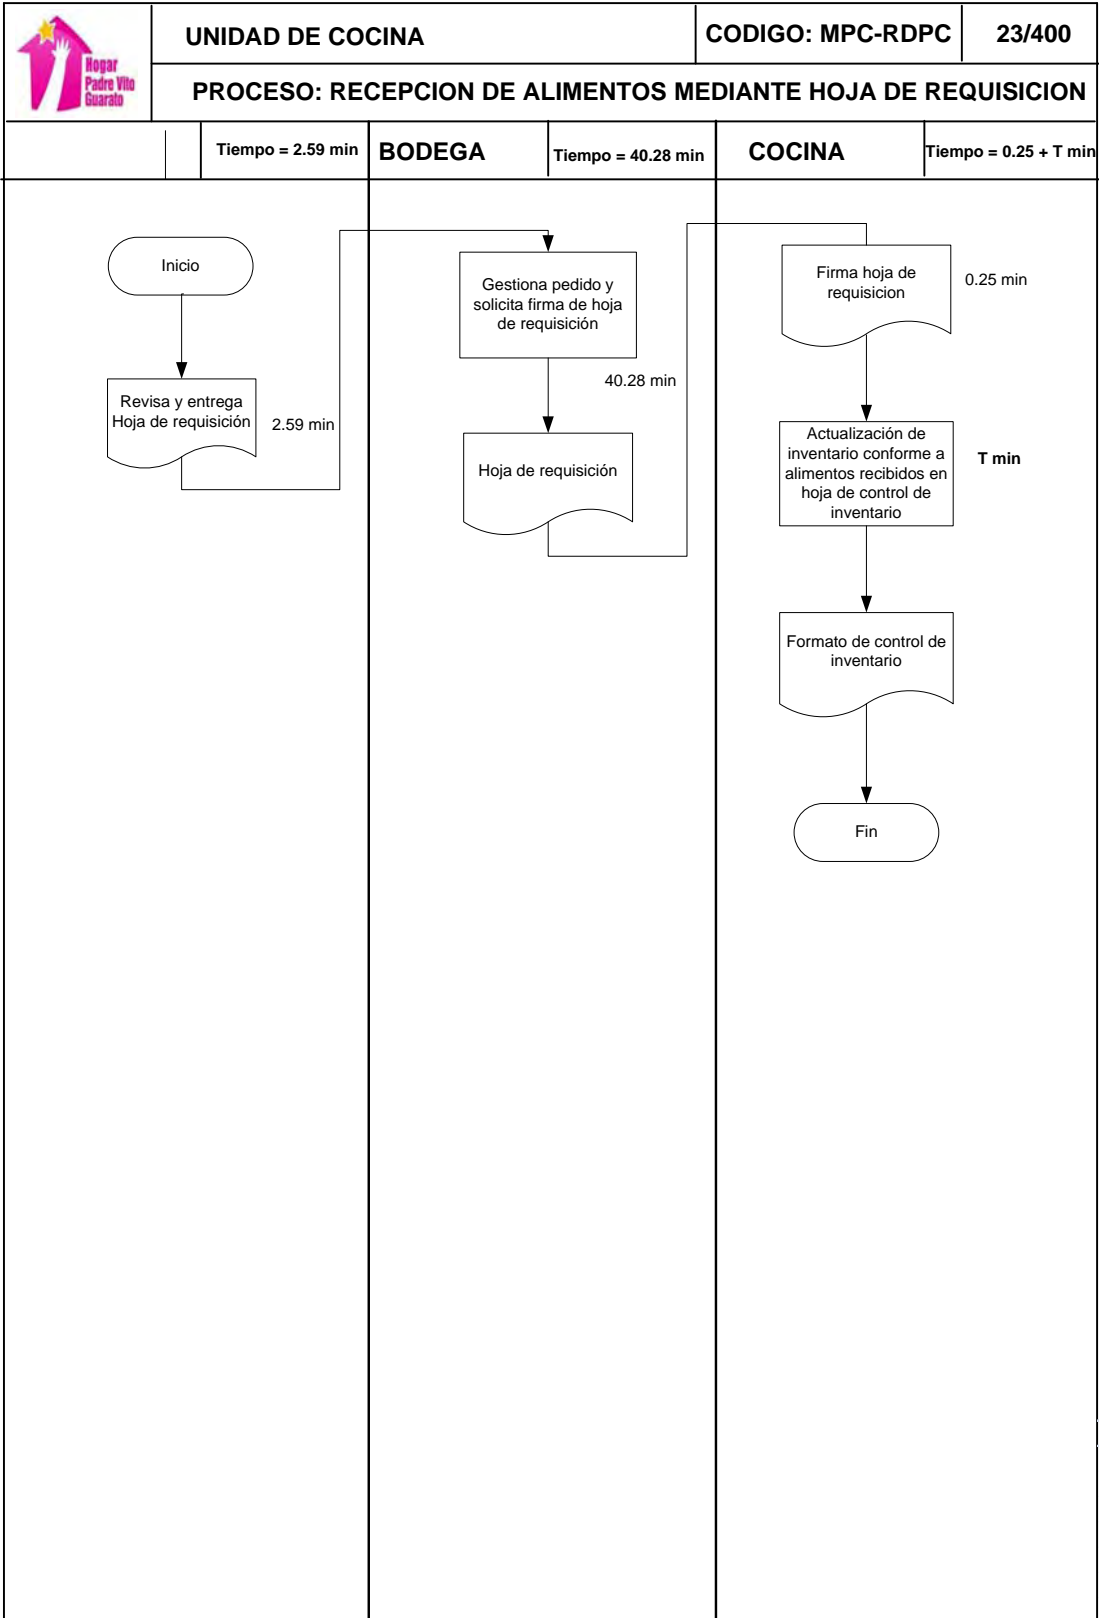 Hogar
Padre Vito
Guarato
UNIDAD DE COCINA
CODIGO: MPC-RDPC
23/400
PROCESO: RECEPCION DE ALIMENTOS MEDIANTE HOJA DE REQUISICION
Tiempo = 2.59 min
BODEGA
Tiempo = 40.28 min
COCINA
Tiempo = 0.25 + T min
Inicio
Revisa y entrega
Hoja de requisición
2.59 min
Gestiona pedido y
solicita firma de hoja
de requisición
40.28 min
Hoja de requisición
Firma hoja de
requisicion
0.25 min
Actualización de
inventario conforme a
alimentos recibidos en
hoja de control de
inventario
T min
Formato de control de
inventario
Fin